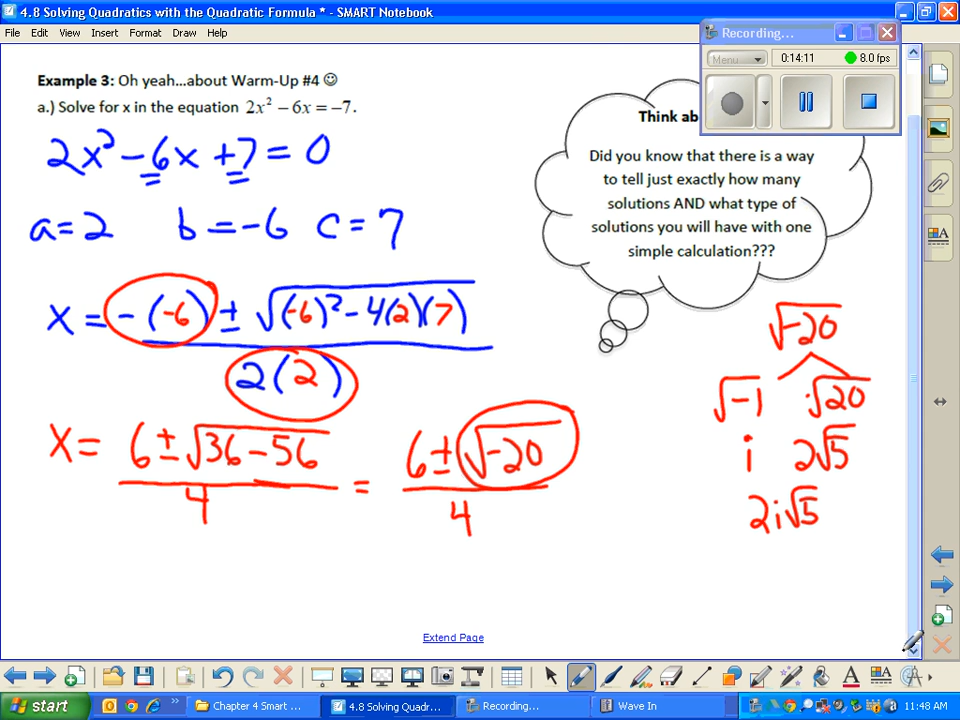 4.8 Solving Quadratics with the Quadratic Formula * - SMART Notebook
File Edit View Insert Format Draw Help
Recording...
Menu 0:14:11 8.0 fps
Example 3: Oh yeah...about Warm-Up #4 ☺
a.) Solve for x in the equation 2x² − 6x = −7.
2x² − 6x + 7 = 0
a = 2 b = −6 c = 7
x = −(−6) ± √((−6)² − 4(2)(7))
2(2)
x = 6 ± √(36 − 56) = 6 ± √−20
4 4
Think ab
Did you know that there is a way
to tell just exactly how many
solutions AND what type of
solutions you will have with one
simple calculation???
√−20
√−1 · √20
i 2√5
2i√5
Extend Page
start
Chapter 4 Smart ...
4.8 Solving Quadr...
Recording...
Wave In
11:48 AM